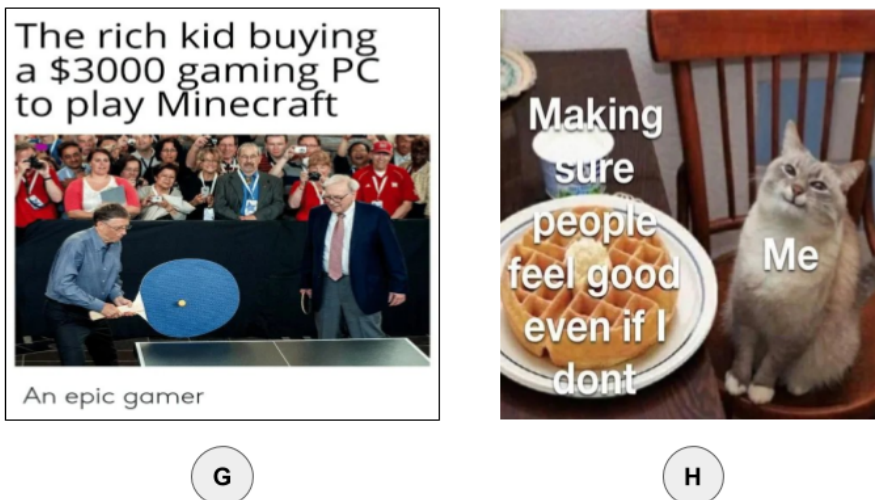 The rich kid buying
a $3000 gaming PC
to play Minecraft
An epic gamer
G
Making
sure
people
feel good
even if I
dont
Me
H